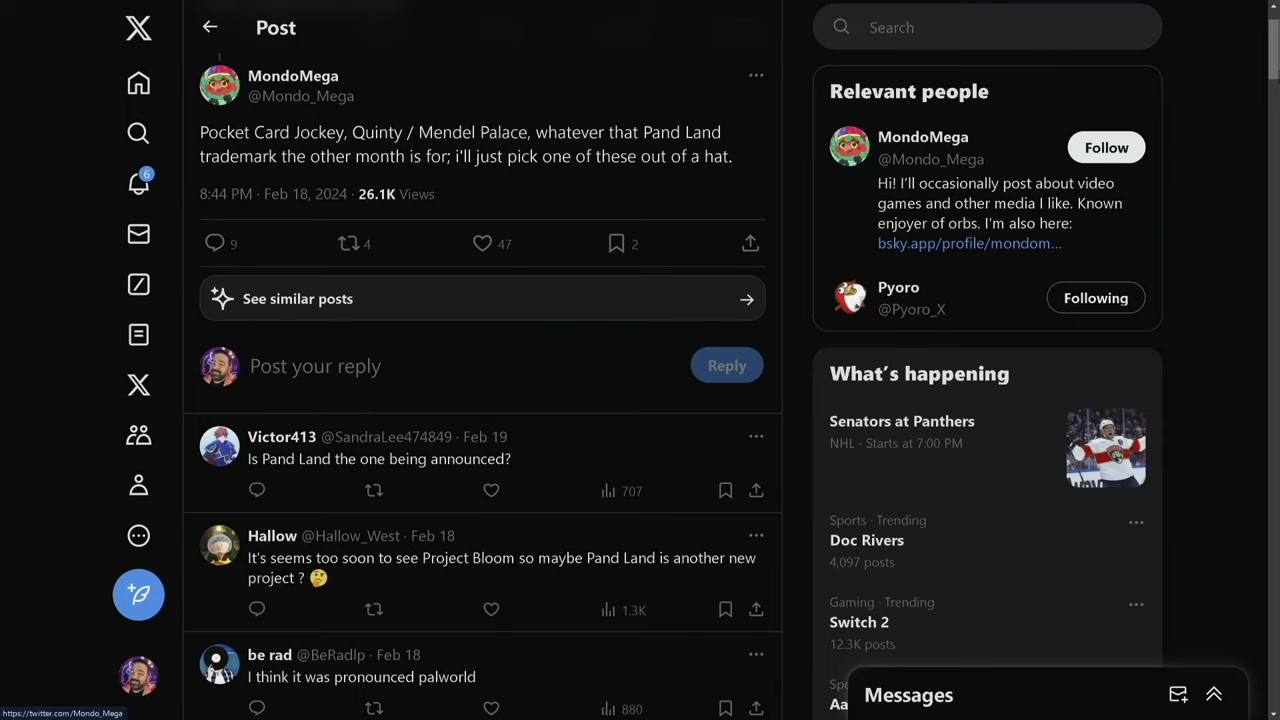 Post
MondoMega
@Mondo_Mega
Pocket Card Jockey, Quinty / Mendel Palace, whatever that Pand Land
trademark the other month is for; i'll just pick one of these out of a hat.
8:44 PM · Feb 18, 2024 · 26.1K Views
9 4 47 2
See similar posts
Post your reply
Reply
Victor413 @SandraLee474849 · Feb 19
Is Pand Land the one being announced?
707
Hallow @Hallow_West · Feb 18
It's seems too soon to see Project Bloom so maybe Pand Land is another new
project ? 🤔
1.3K
be rad @BeRadlp · Feb 18
I think it was pronounced palworld
880
6
https://twitter.com/Mondo_Mega
Search
Relevant people
MondoMega
@Mondo_Mega
Follow
Hi! I'll occasionally post about video
games and other media I like. Known
enjoyer of orbs. I'm also here:
bsky.app/profile/mondom...
Pyoro
@Pyoro_X
Following
What's happening
Senators at Panthers
NHL · Starts at 7:00 PM
Sports · Trending
Doc Rivers
4,097 posts
Gaming · Trending
Switch 2
12.3K posts
Spo
Aa
Messages